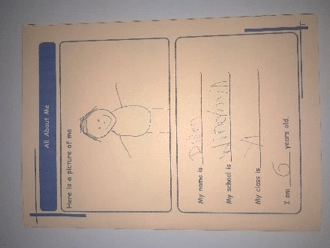 All About Me
Here is a picture of me
My name is
My school is
My class is A
I am 6 years old.